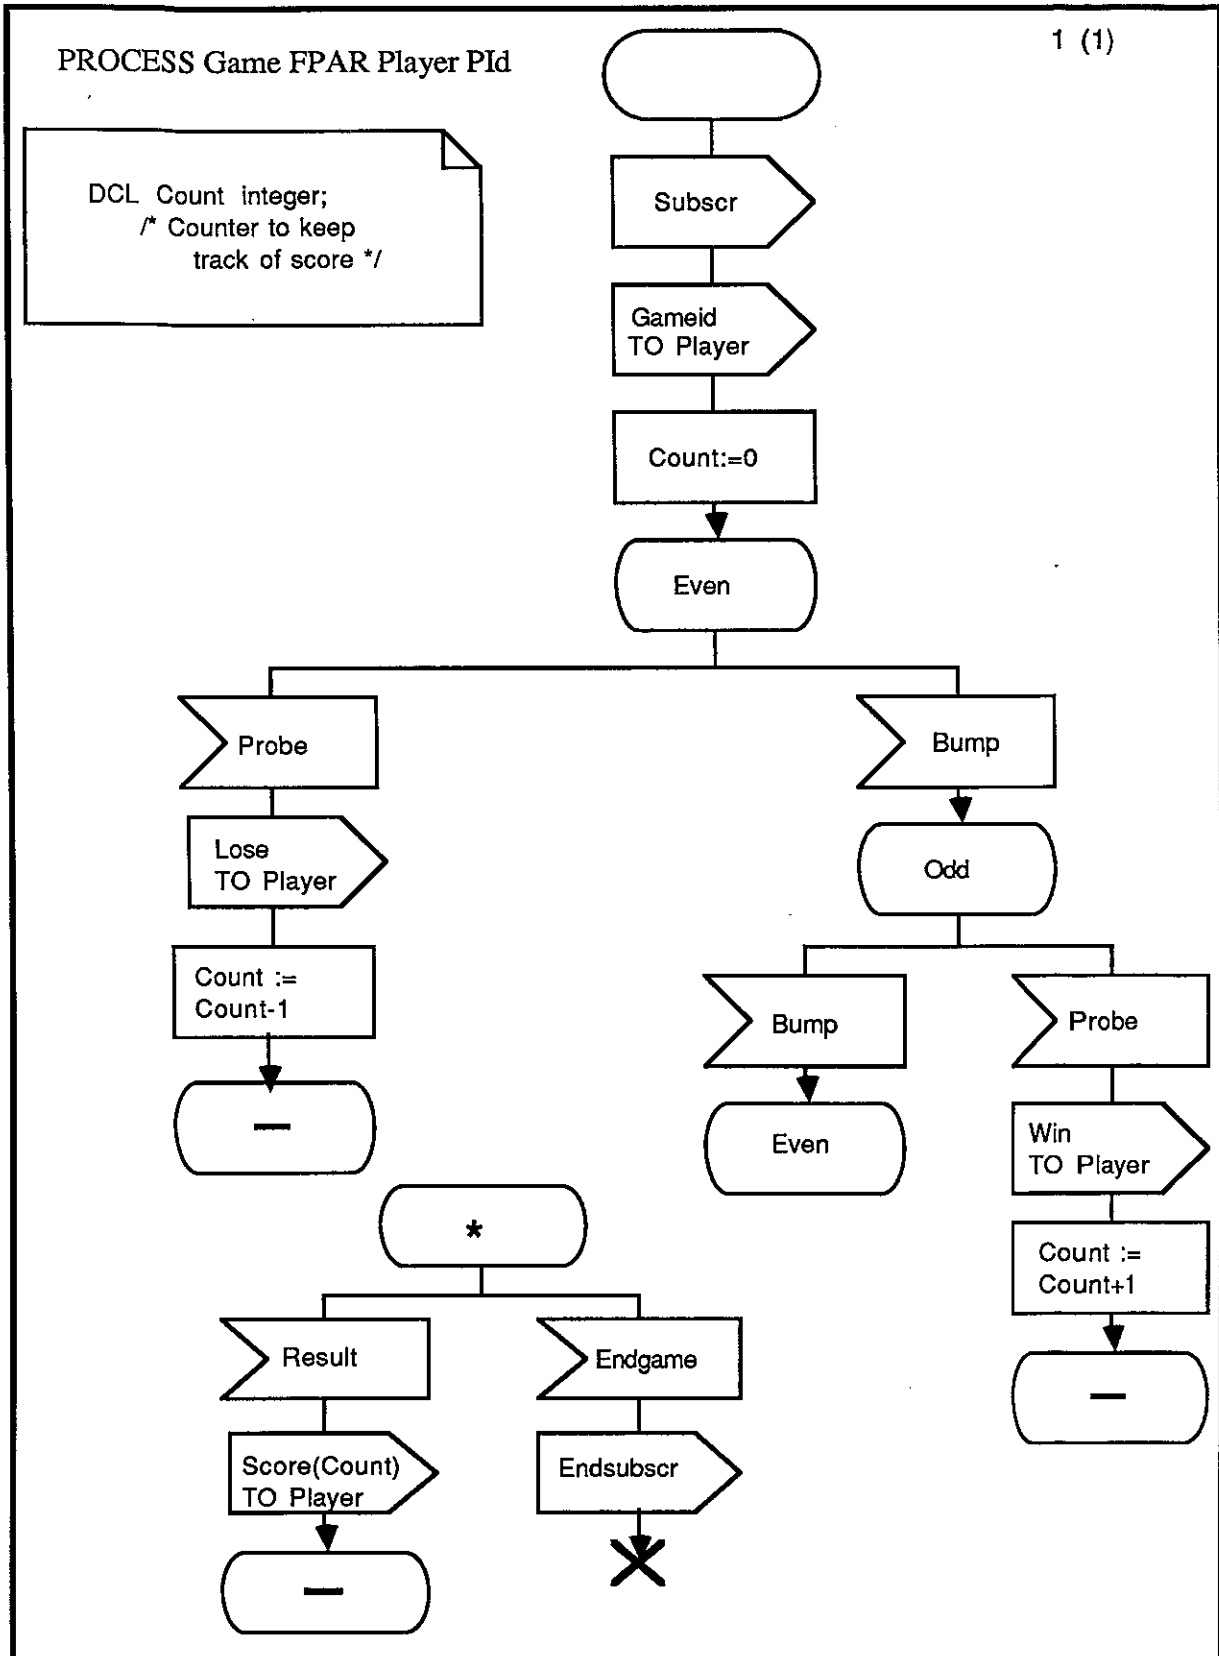 PROCESS Game FPAR Player PId
1 (1)
DCL Count integer;
/* Counter to keep
track of score */
Subscr
Gameid
TO Player
Count:=0
Even
Probe
Bump
Lose
TO Player
Odd
Count :=
Count-1
Bump
Probe
—
Even
Win
TO Player
*
Count :=
Count+1
Result
Endgame
—
Score(Count)
TO Player
Endsubscr
—